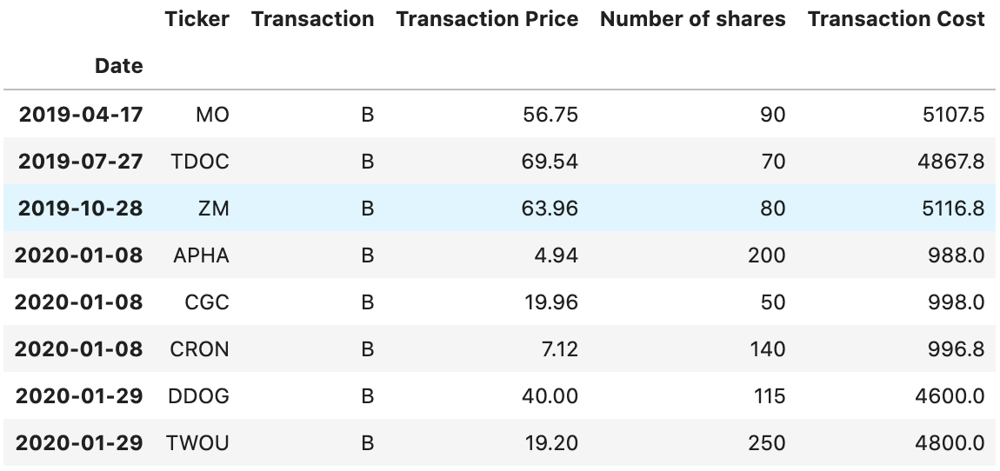 Ticker Transaction Transaction Price Number of shares Transaction Cost
Date
2019-04-17 MO B 56.75 90 5107.5
2019-07-27 TDOC B 69.54 70 4867.8
2019-10-28 ZM B 63.96 80 5116.8
2020-01-08 APHA B 4.94 200 988.0
2020-01-08 CGC B 19.96 50 998.0
2020-01-08 CRON B 7.12 140 996.8
2020-01-29 DDOG B 40.00 115 4600.0
2020-01-29 TWOU B 19.20 250 4800.0